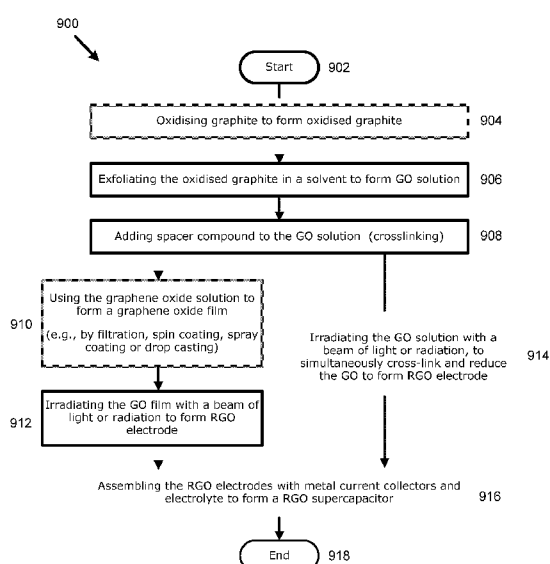 900
Start 902
Oxidising graphite to form oxidised graphite 904
Exfoliating the oxidised graphite in a solvent to form GO solution 906
Adding spacer compound to the GO solution (crosslinking) 908
910
Using the graphene oxide solution to
form a graphene oxide film
(e.g., by filtration, spin coating, spray
coating or drop casting)
912
Irradiating the GO film with a beam of
light or radiation to form RGO
electrode
Irradiating the GO solution with a
beam of light or radiation, to
simultaneously cross-link and reduce
the GO to form RGO electrode
914
Assembling the RGO electrodes with metal current collectors and
electrolyte to form a RGO supercapacitor
916
End 918